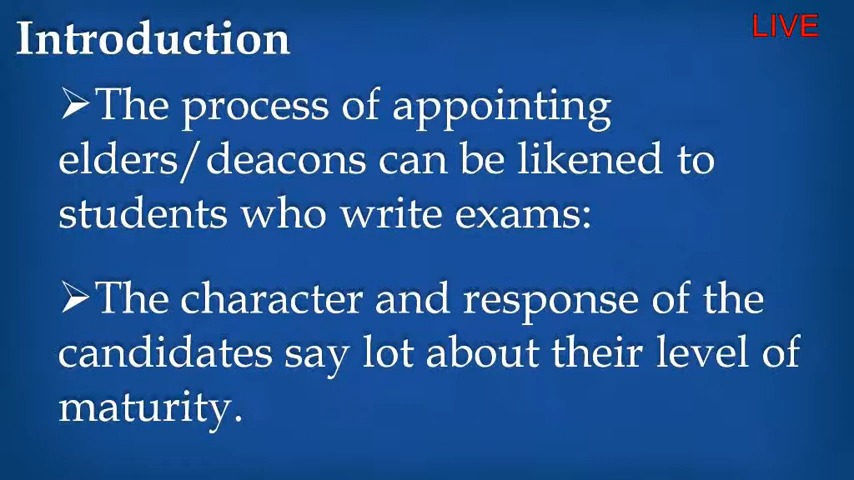 Introduction
LIVE
➢The process of appointing
elders/deacons can be likened to
students who write exams:
➢The character and response of the
candidates say lot about their level of
maturity.